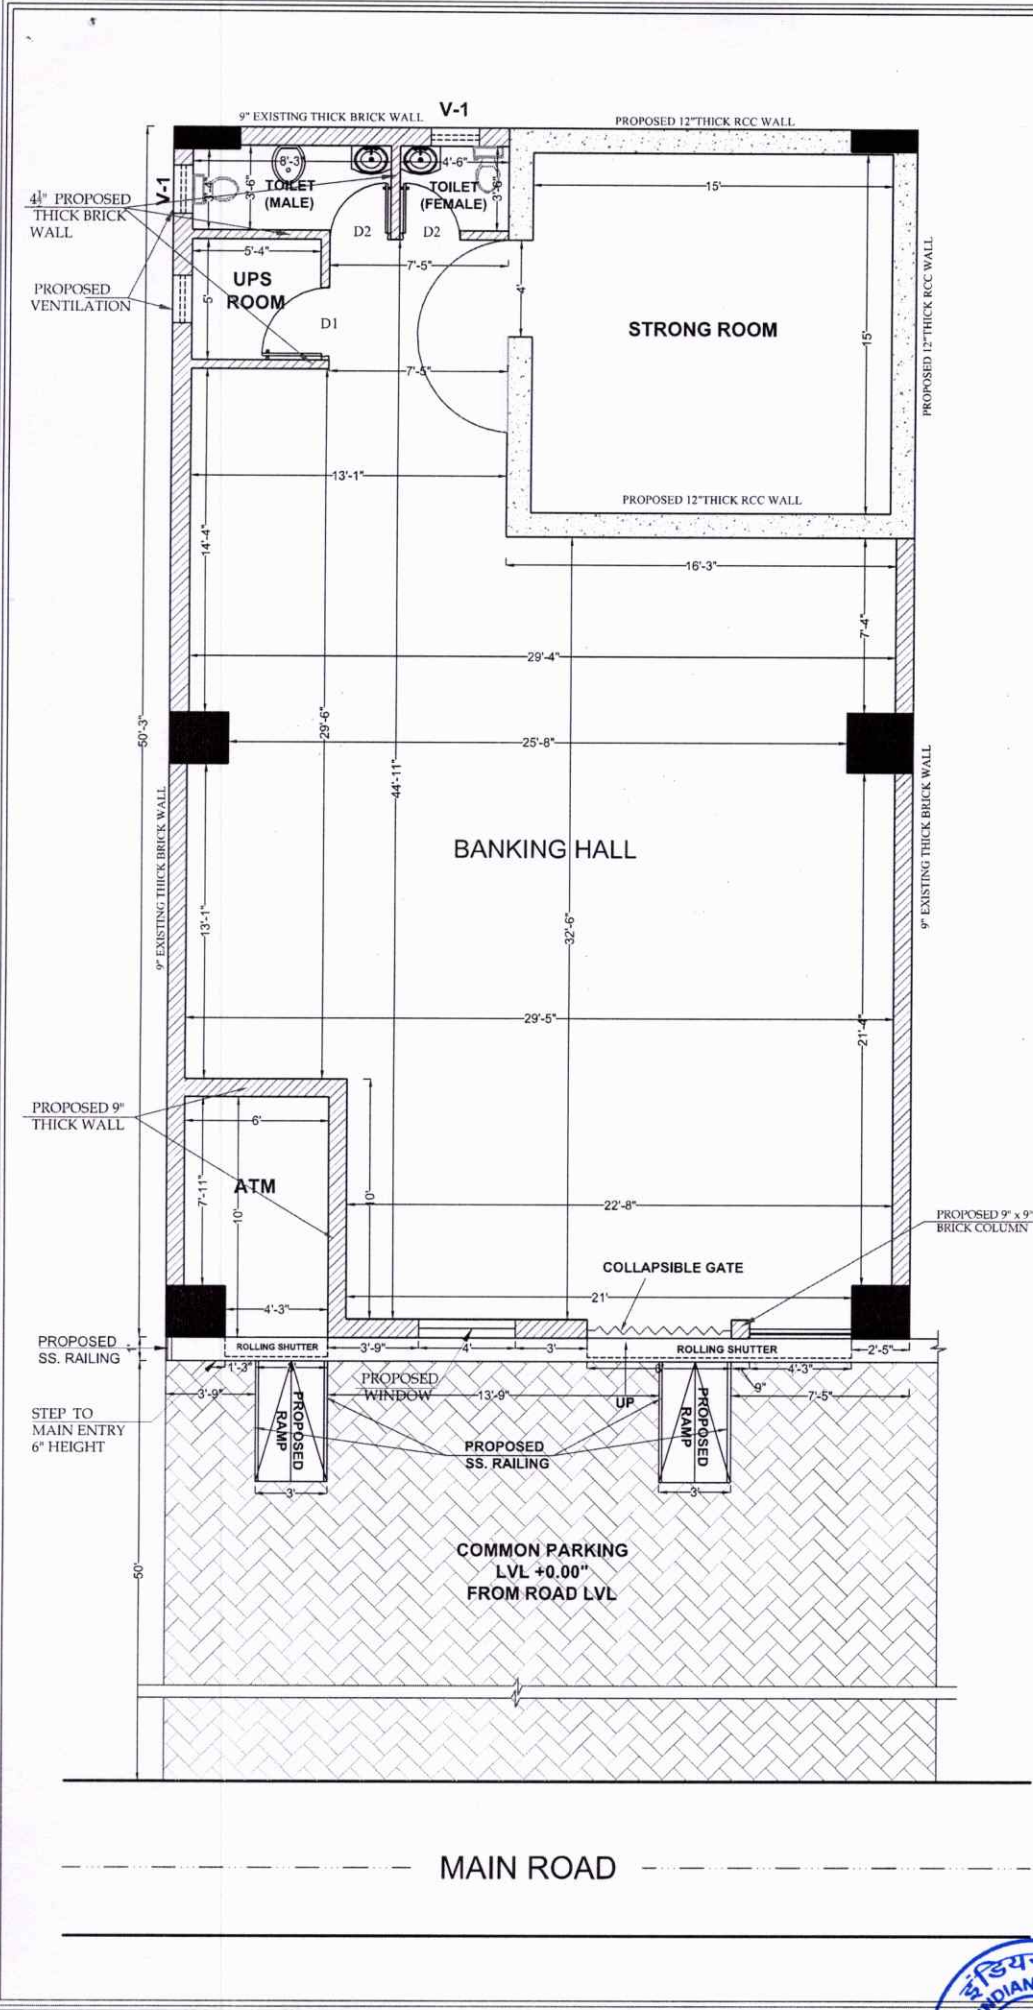 9" EXISTING THICK BRICK WALL
V-1
PROPOSED 12"THICK RCC WALL
8'-3"
4'-6"
15'
V-1
3'-4"
3'-6"
TOILET
(MALE)
TOILET
(FEMALE)
3'-6"
4½" PROPOSED
THICK BRICK
WALL
D2
D2
5'-4"
7'-5"
UPS
ROOM
5'
4'
PROPOSED
VENTILATION
D1
STRONG ROOM
15'
PROPOSED 12"THICK RCC WALL
7'-5"
13'-1"
PROPOSED 12"THICK RCC WALL
14'-4"
16'-3"
7'-4"
29'-4"
50'-3"
29'-6"
25'-8"
44'-11"
9" EXISTING THICK BRICK WALL
BANKING HALL
9" EXISTING THICK BRICK WALL
13'-1"
32'-6"
29'-5"
21'-4"
PROPOSED 9"
THICK WALL
6'
ATM
7'-11"
10'
10'
22'-8"
PROPOSED 9" x 9"
BRICK COLUMN
COLLAPSIBLE GATE
21'
4'-3"
PROPOSED
SS. RAILING
1'
ROLLING SHUTTER
3'-9"
4'
3'
ROLLING SHUTTER
2'-5"
1'-3"
4'-3"
3'-9"
PROPOSED
WINDOW
13'-9"
UP
9"
7'-5"
STEP TO
MAIN ENTRY
6" HEIGHT
PROPOSED
RAMP
PROPOSED
SS. RAILING
PROPOSED
RAMP
3'
3'
COMMON PARKING
LVL +0.00"
FROM ROAD LVL
50'
MAIN ROAD